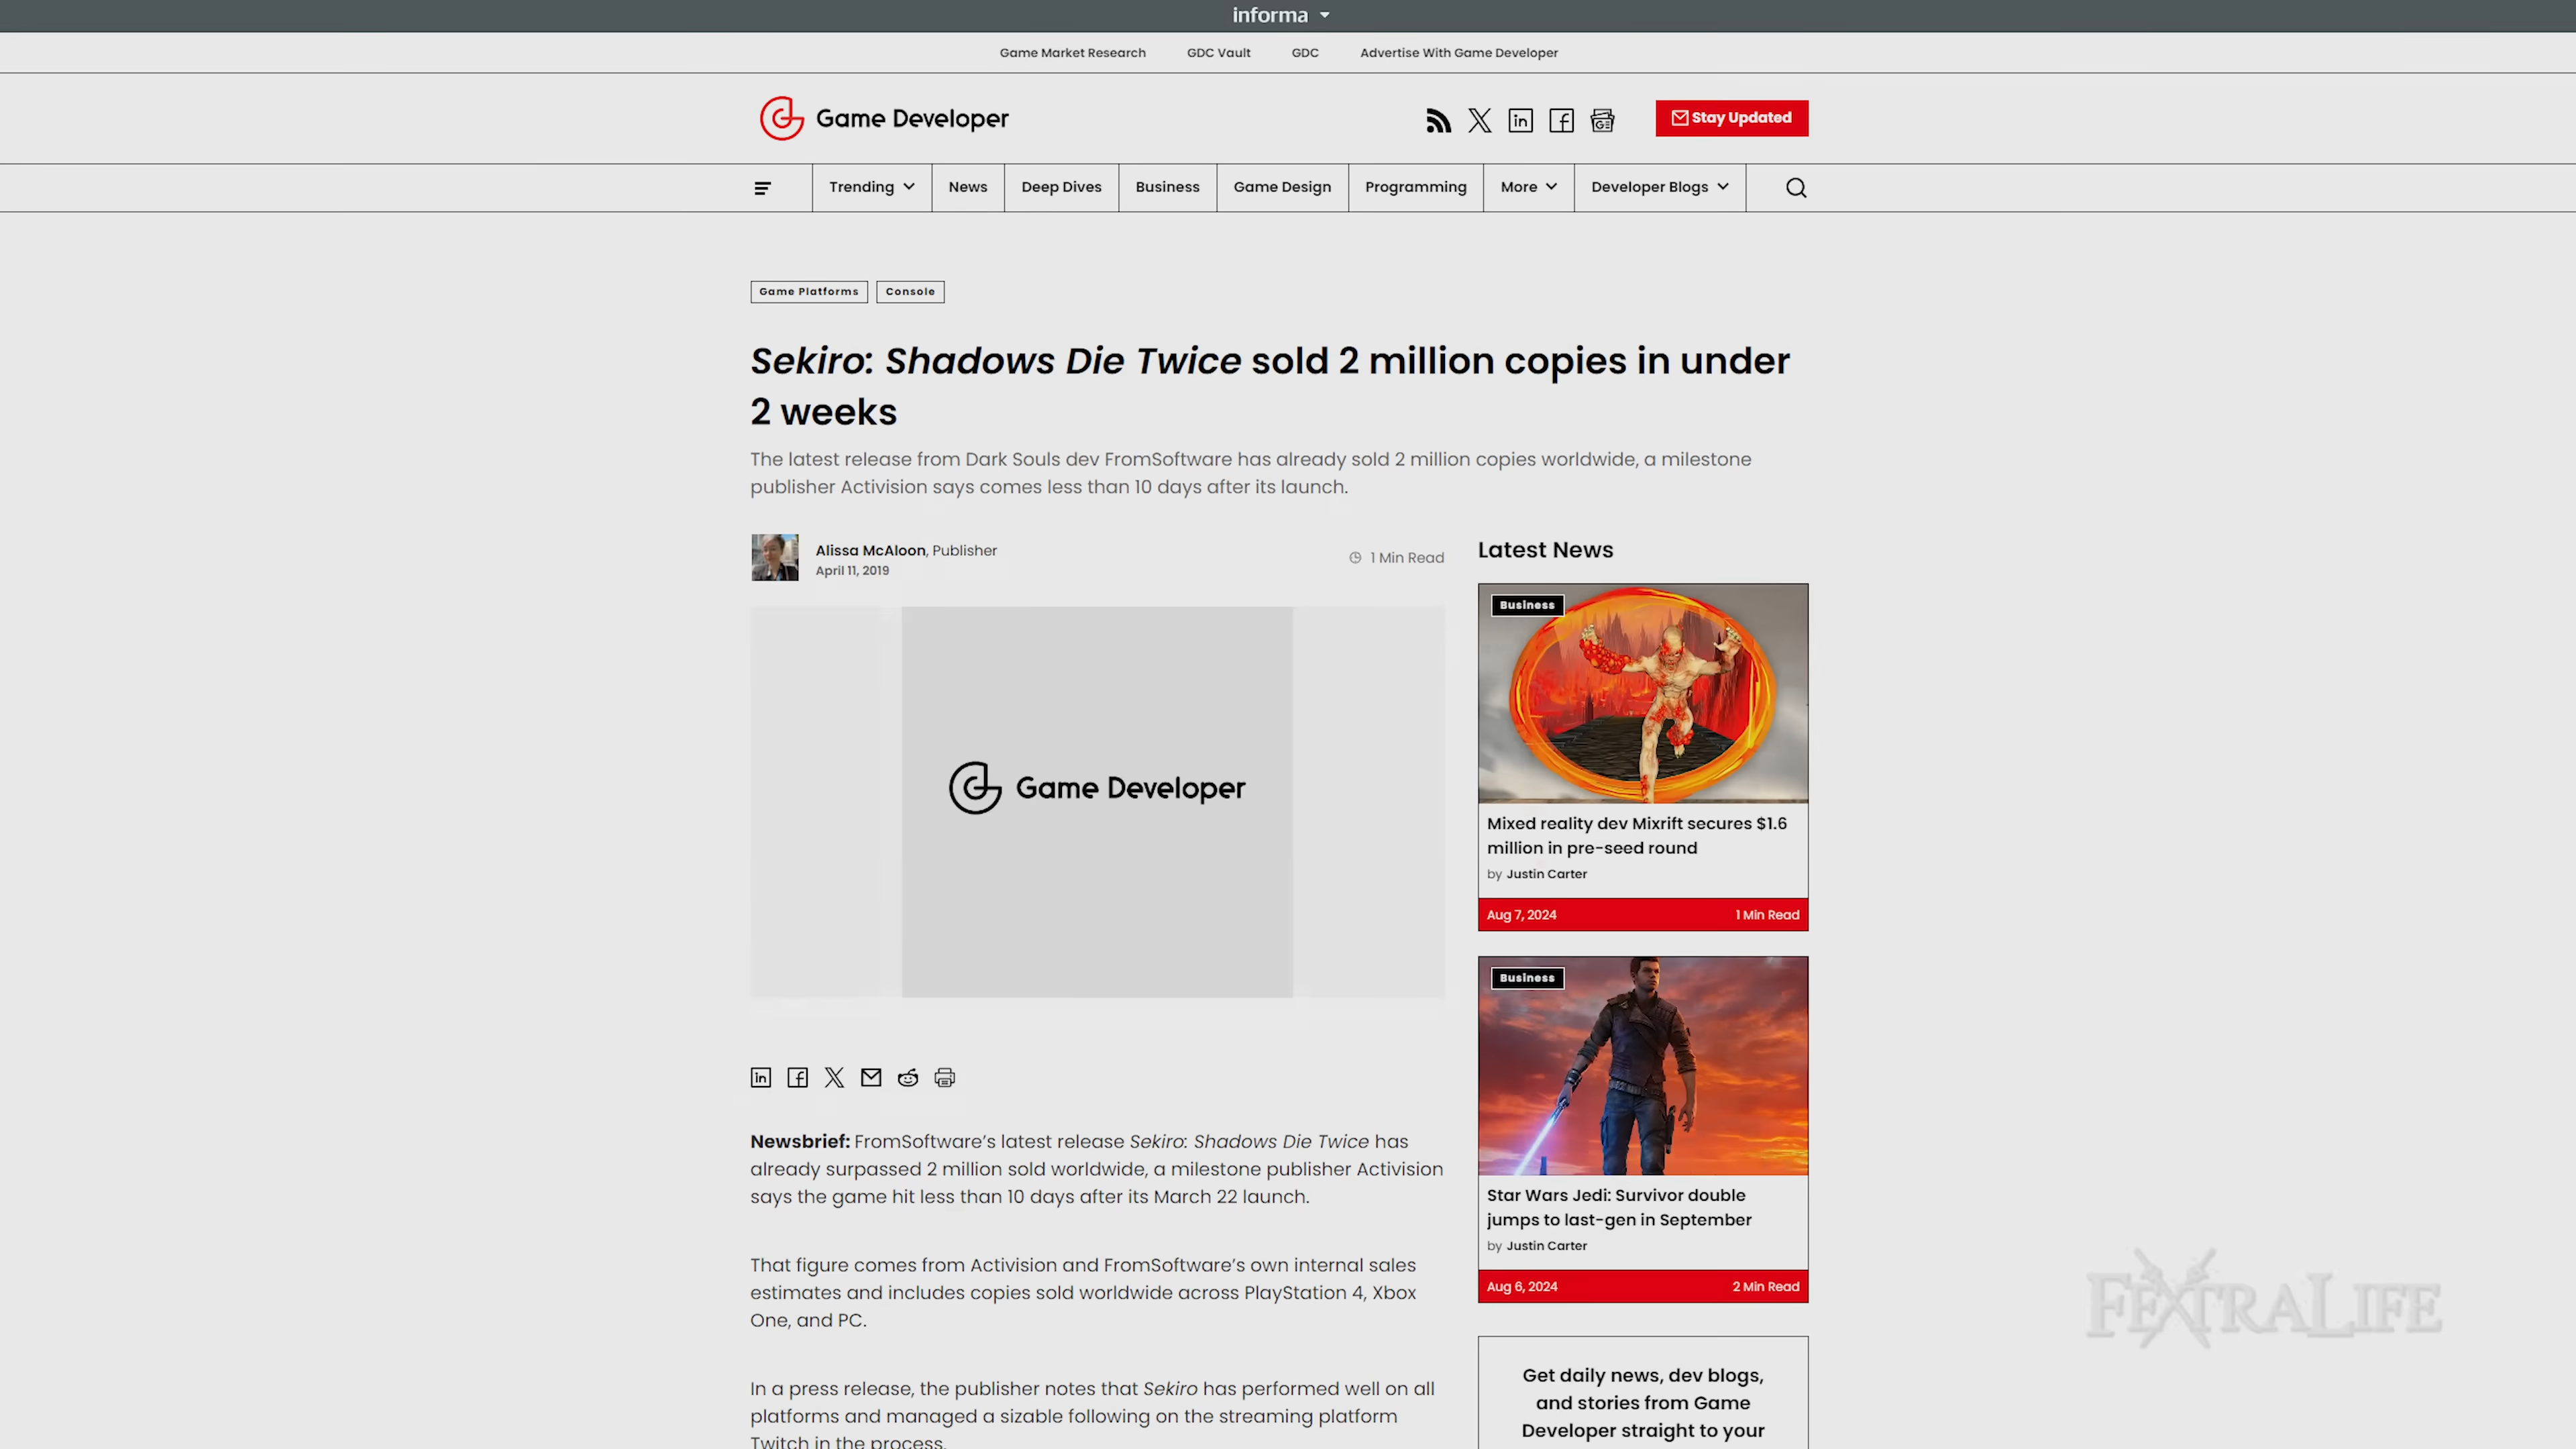 informa
Game Market Research GDC Vault GDC Advertise With Game Developer
Game Developer
Stay Updated
Trending News Deep Dives Business Game Design Programming More Developer Blogs
Game Platforms Console
Sekiro: Shadows Die Twice sold 2 million copies in under
2 weeks
The latest release from Dark Souls dev FromSoftware has already sold 2 million copies worldwide, a milestone
publisher Activision says comes less than 10 days after its launch.
Alissa McAloon, Publisher
April 11, 2019
1 Min Read
Game Developer
Newsbrief: FromSoftware's latest release Sekiro: Shadows Die Twice has
already surpassed 2 million sold worldwide, a milestone publisher Activision
says the game hit less than 10 days after its March 22 launch.
That figure comes from Activision and FromSoftware's own internal sales
estimates and includes copies sold worldwide across PlayStation 4, Xbox
One, and PC.
In a press release, the publisher notes that Sekiro has performed well on all
platforms and managed a sizable following on the streaming platform
Twitch in the process.
Latest News
Business
Mixed reality dev Mixrift secures $1.6
million in pre-seed round
by Justin Carter
Aug 7, 2024 1 Min Read
Business
Star Wars Jedi: Survivor double
jumps to last-gen in September
by Justin Carter
Aug 6, 2024 2 Min Read
Get daily news, dev blogs,
and stories from Game
Developer straight to your
FEXTRALIFE